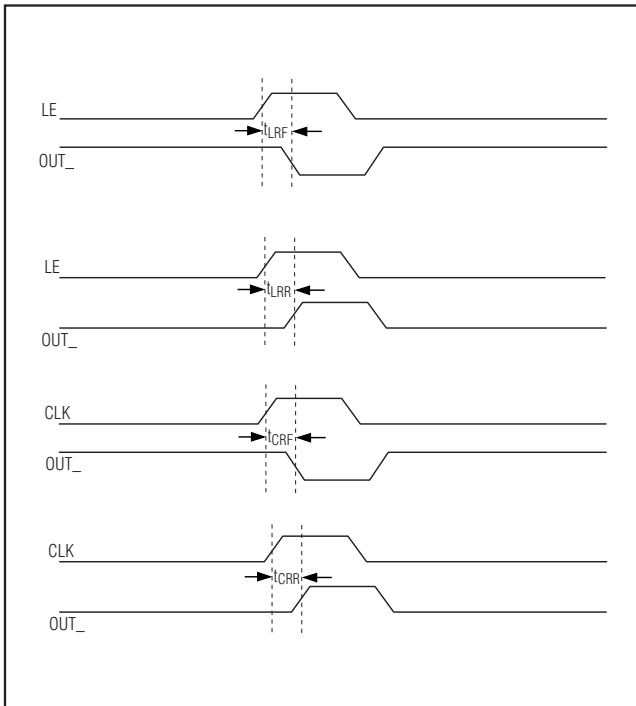 LE
tLRF
OUT_
LE
tLRR
OUT_
CLK
tCRF
OUT_
CLK
tCRR
OUT_